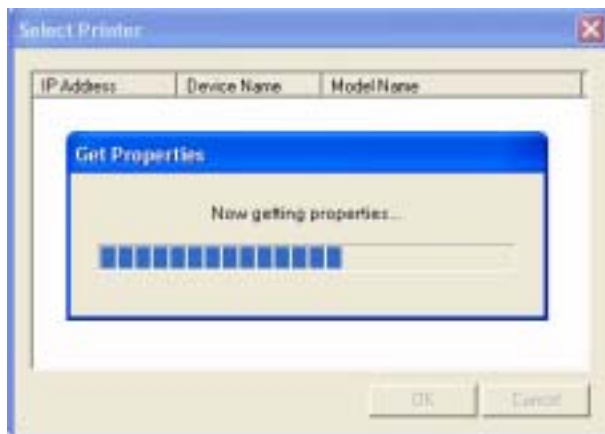 Select Printer
IP Address Device Name Model Name
Get Properties
Now getting properties...
OK Cancel